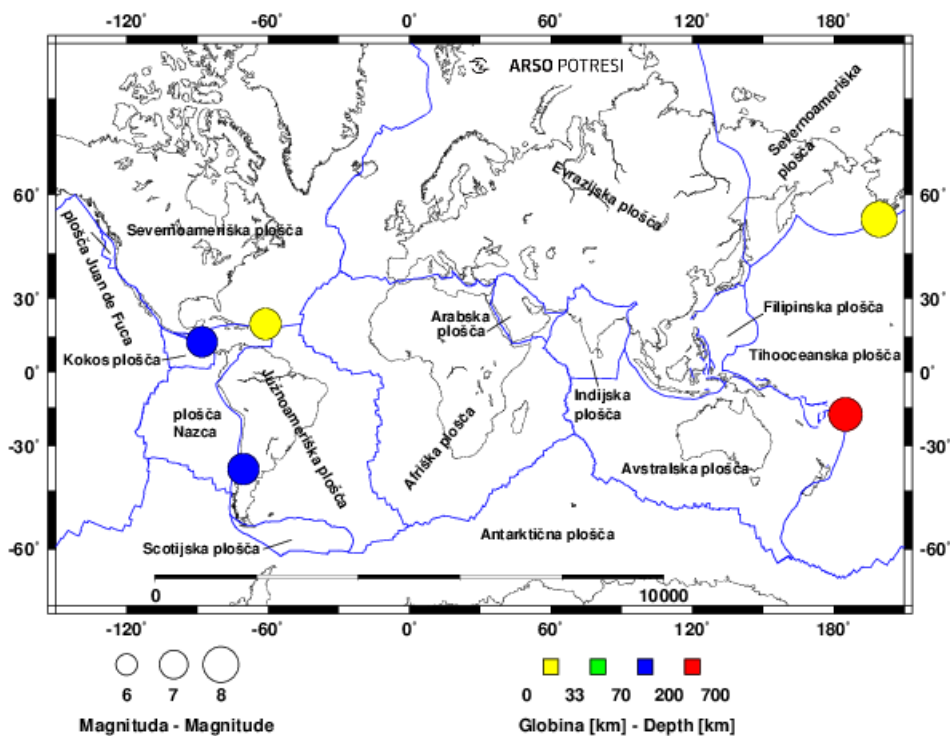 -120° -60° 0° 60° 120° 180°
ARSO POTRESI
Severnoameriška
plošča
Evrazijska plošča
60° 60°
plošča Juan de Fuca
Severnoameriška plošča
30° 30°
Filipinska plošča
Arabska
plošča
Kokos plošča
Tihooceanska plošča
0° 0°
Južnoameriška plošča
Indijska
plošča
plošča
Nazca
Afriška plošča
-30° -30°
Avstralska plošča
Antarktična plošča
Scotijska plošča
-60° -60°
0 10000
-120° -60° 0° 60° 120° 180°
6 7 8
0 33 70 200 700
Magnituda - Magnitude
Globina [km] - Depth [km]